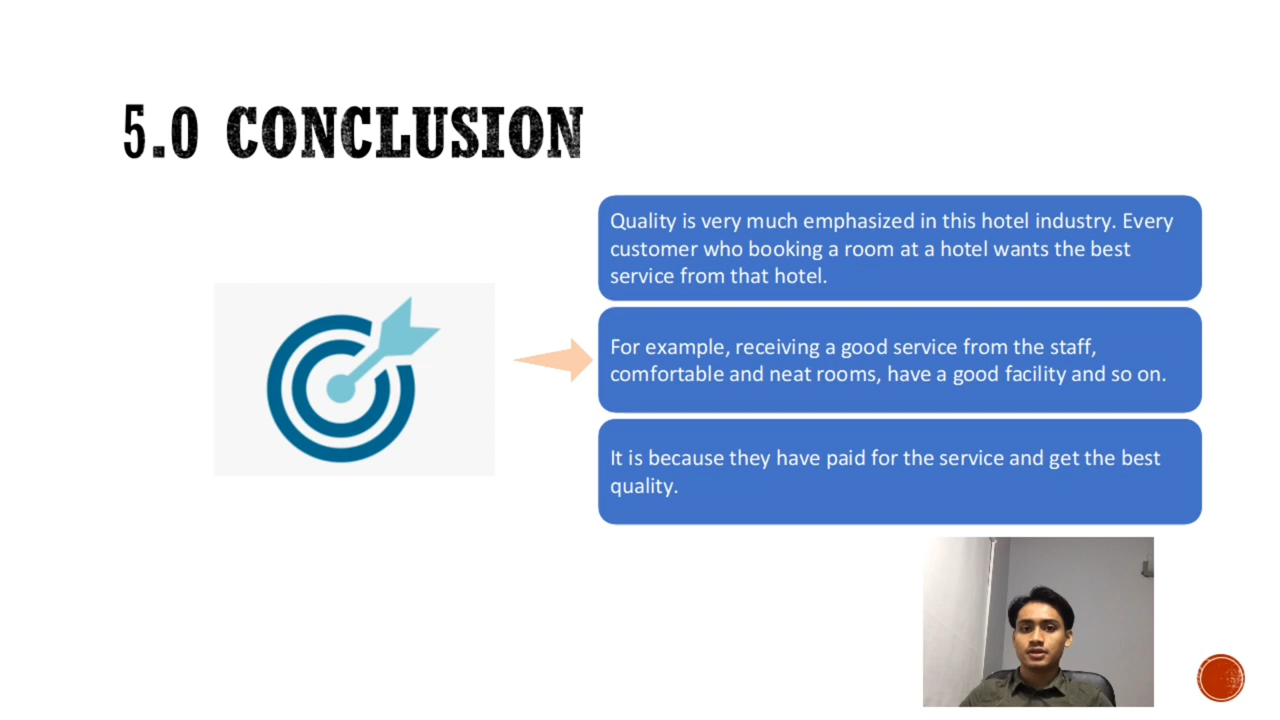 5.0 CONCLUSION
Quality is very much emphasized in this hotel industry. Every
customer who booking a room at a hotel wants the best
service from that hotel.
For example, receiving a good service from the staff,
comfortable and neat rooms, have a good facility and so on.
It is because they have paid for the service and get the best
quality.